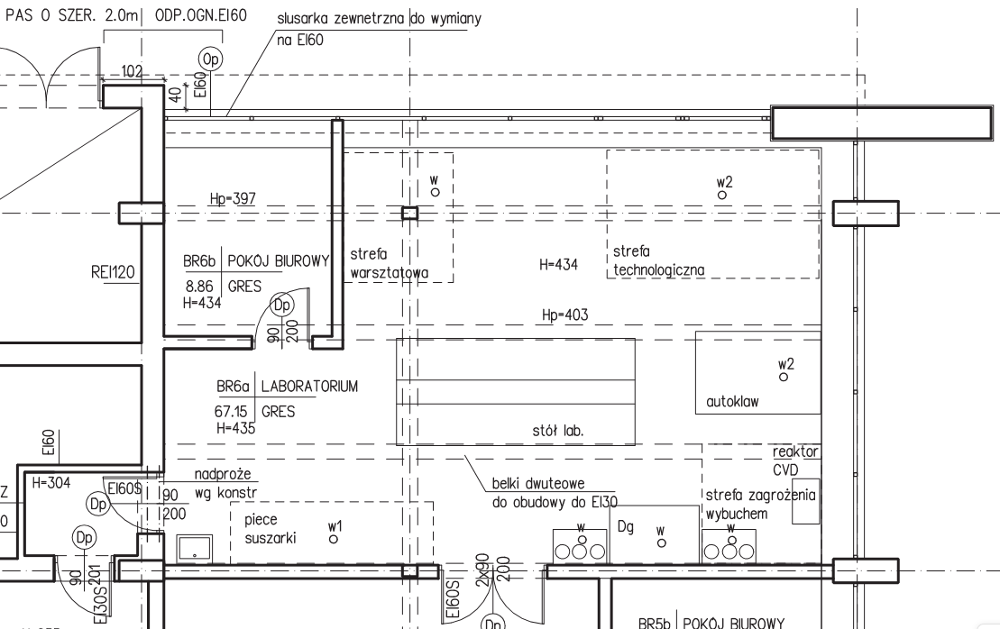 PAS O SZER. 2.0m ODP.OGN.EI60
slusarka zewnetrzna do wymiany
na EI60
Op
EI60
102
40
w
w2
Hp=397
strefa
warsztatowa
strefa
technologiczna
H=434
BR6b POKÓJ BIUROWY
8.86 GRES
H=434
REI120
Dp
90
200
Hp=403
w2
autoklaw
BR6a LABORATORIUM
67.15 GRES
H=435
stół lab.
EI60
reaktor
CVD
nadproże
wg konstr
belki dwuteowe
do obudowy do EI30
strefa zagrożenia
wybuchem
H=304
EI60S
90
200
Dp
Z
0
piece
suszarki
w1
w
Dg
w
w
Dp
90
201
EI30S
EI60S
2x90
200
Dp
BR5b POKÓJ BIUROWY